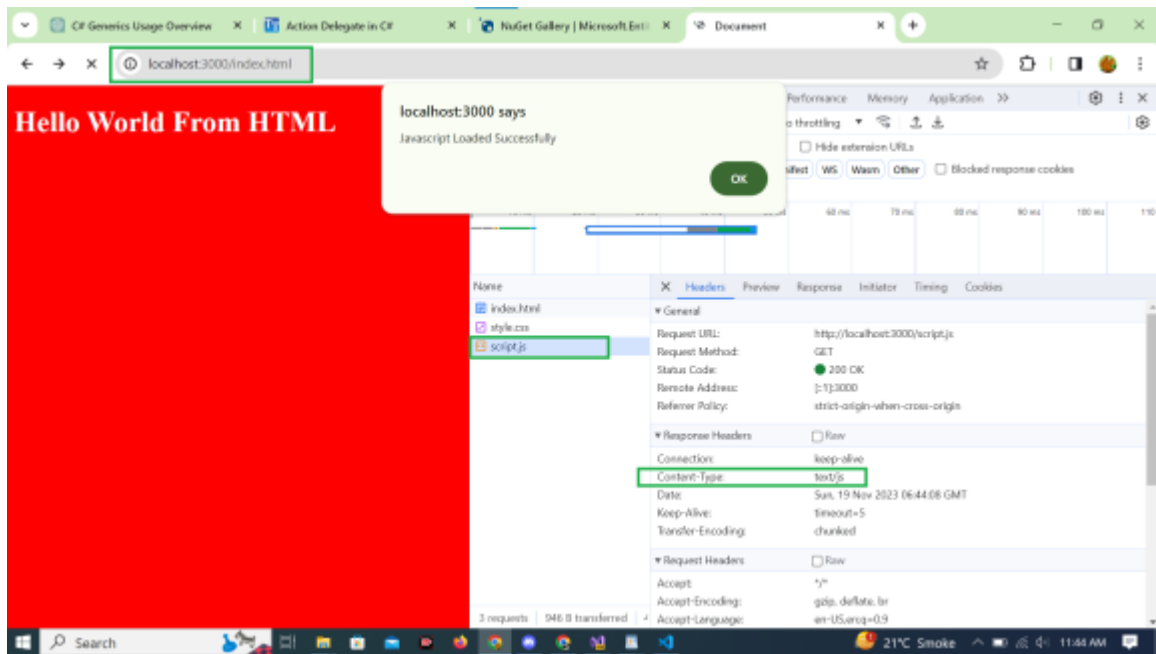 C# Generics Usage Overview
Action Delegate in C#
NuGet Gallery | Microsoft.Enti
Document
localhost:3000/index.html
Hello World From HTML
localhost:3000 says
Javascript Loaded Successfully
OK
Performance Memory Application
throttling
Hide extension URLs
WS Wasm Other Blocked response cookies
60 ms 70 ms 80 ms 90 ms 100 ms 110
Name
Headers Preview Response Initiator Timing Cookies
index.html
style.css
script.js
General
Request URL: http://localhost:3000/script.js
Request Method: GET
Status Code: 200 OK
Remote Address: [::1]:3000
Referrer Policy: strict-origin-when-cross-origin
Response Headers Raw
Connection: keep-alive
Content-Type: text/js
Date: Sun, 19 Nov 2023 06:44:08 GMT
Keep-Alive: timeout=5
Transfer-Encoding: chunked
Request Headers Raw
Accept: */*
Accept-Encoding: gzip, deflate, br
Accept-Language: en-US,en;q=0.9
3 requests 946 B transferred
Search
21°C Smoke
11:44 AM